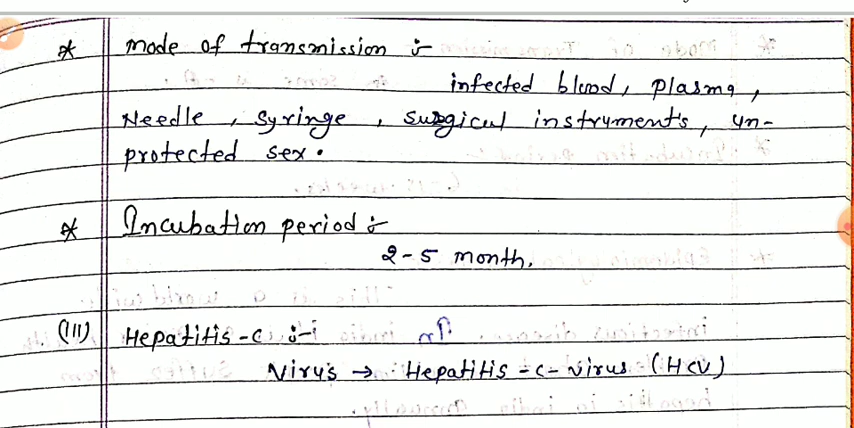 * mode of transmission :-
infected blood, plasma,
Needle, Syringe, surgical instruments, un-
protected sex.
* Incubation period :-
2-5 month.
(III) Hepatitis-C :-
Virus → Hepatitis-C-virus (HCV)